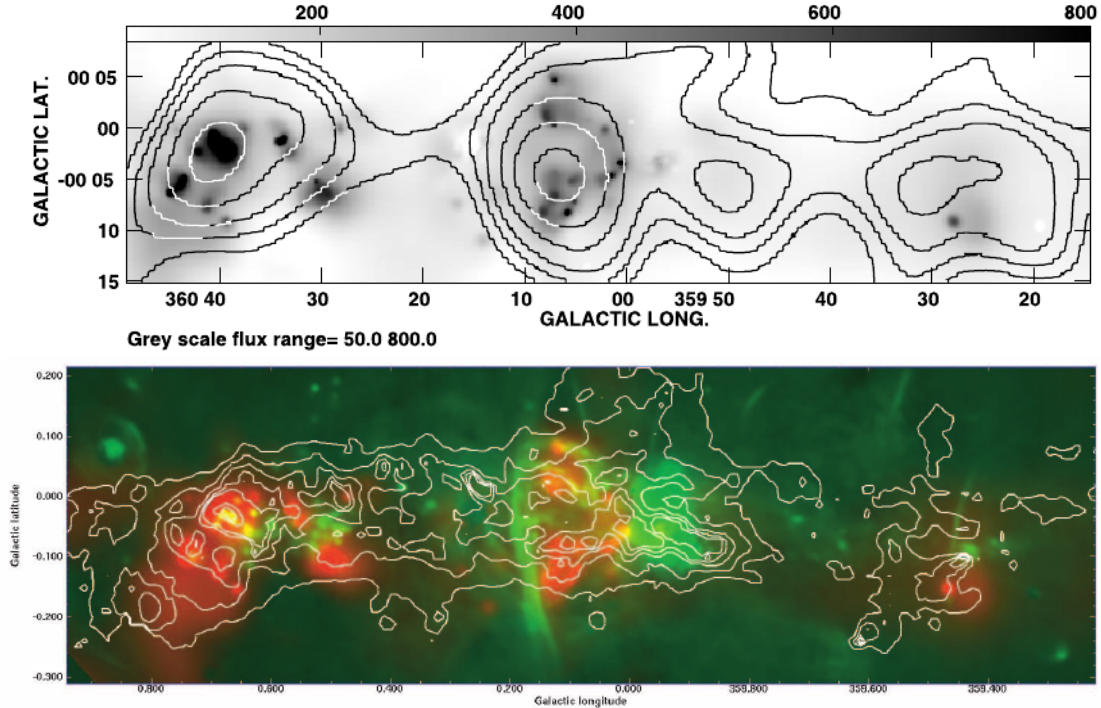 200 400 600 800
GALACTIC LAT.
00 05
00
-00 05
10
15
360 40 30 20 10 00 359 50 40 30 20
GALACTIC LONG.
Grey scale flux range= 50.0 800.0
Galactic latitude
0.200
0.100
0.000
-0.100
-0.200
-0.300
0.800 0.600 0.400 0.200 0.000 359.800 359.600 359.400
Galactic longitude